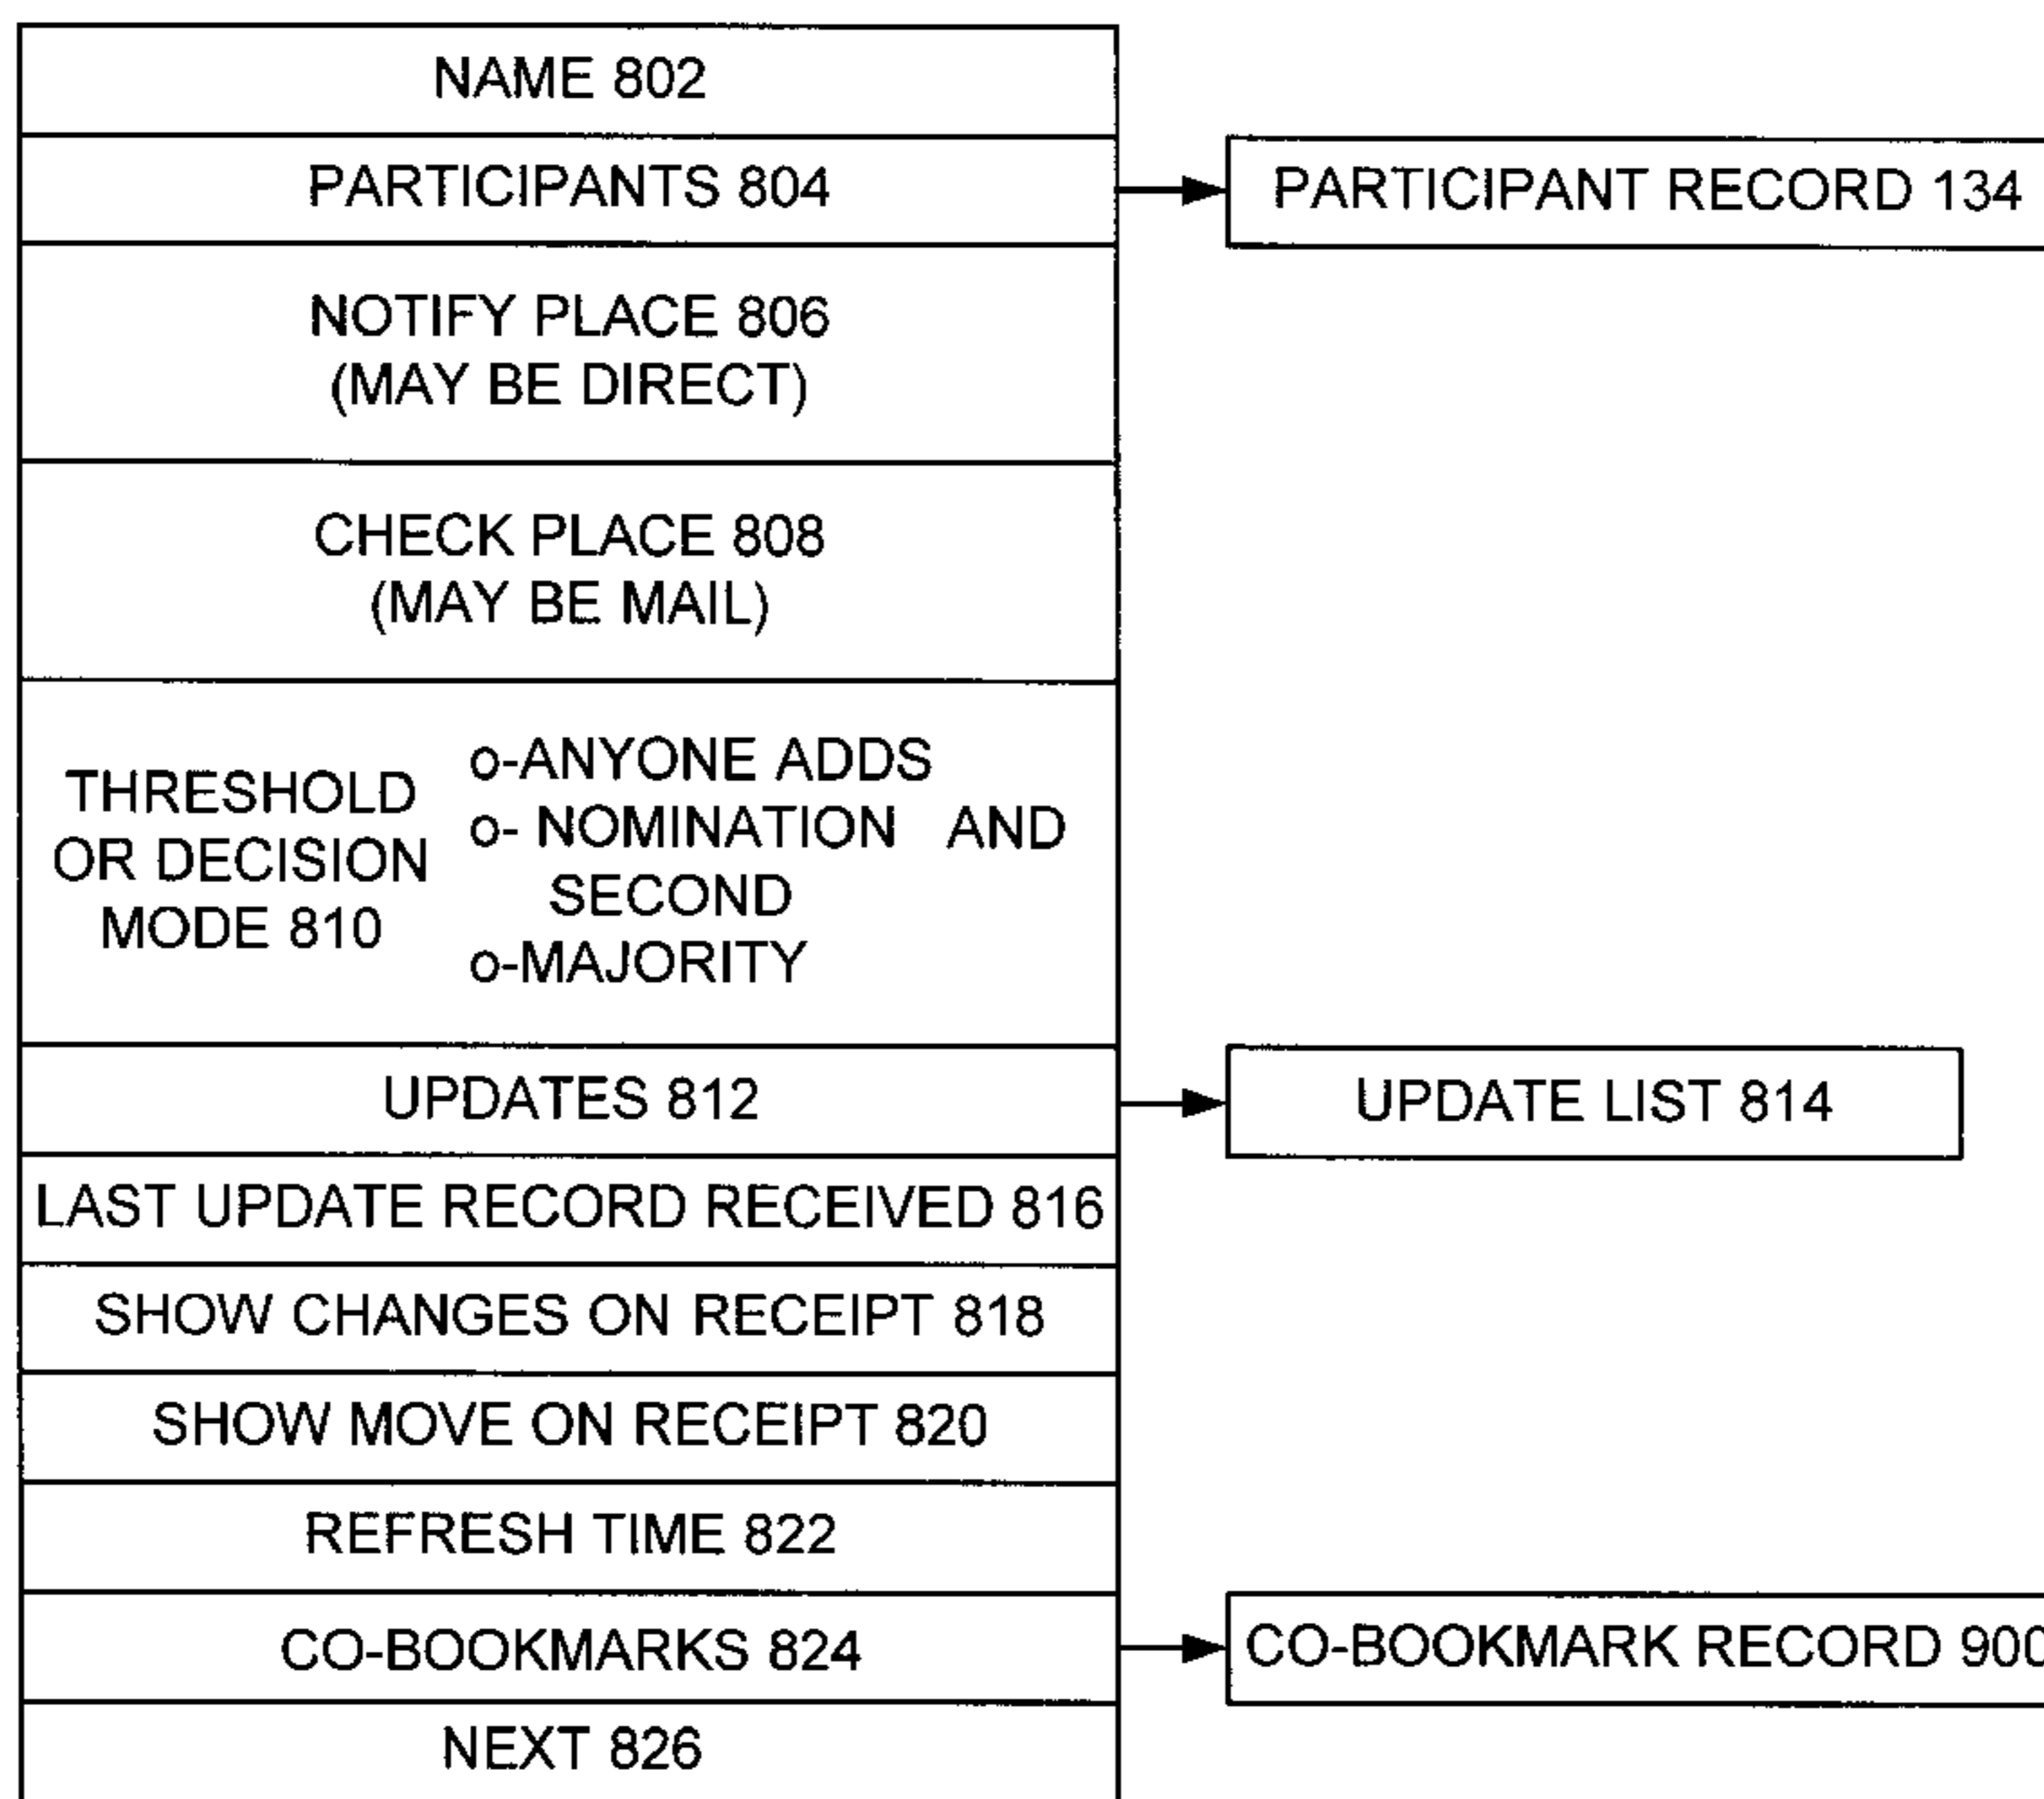 NAME 802
PARTICIPANTS 804
PARTICIPANT RECORD 134
NOTIFY PLACE 806
(MAY BE DIRECT)
CHECK PLACE 808
(MAY BE MAIL)
THRESHOLD
OR DECISION
MODE 810
o-ANYONE ADDS
o- NOMINATION AND
SECOND
o-MAJORITY
UPDATES 812
UPDATE LIST 814
LAST UPDATE RECORD RECEIVED 816
SHOW CHANGES ON RECEIPT 818
SHOW MOVE ON RECEIPT 820
REFRESH TIME 822
CO-BOOKMARKS 824
CO-BOOKMARK RECORD 900
NEXT 826